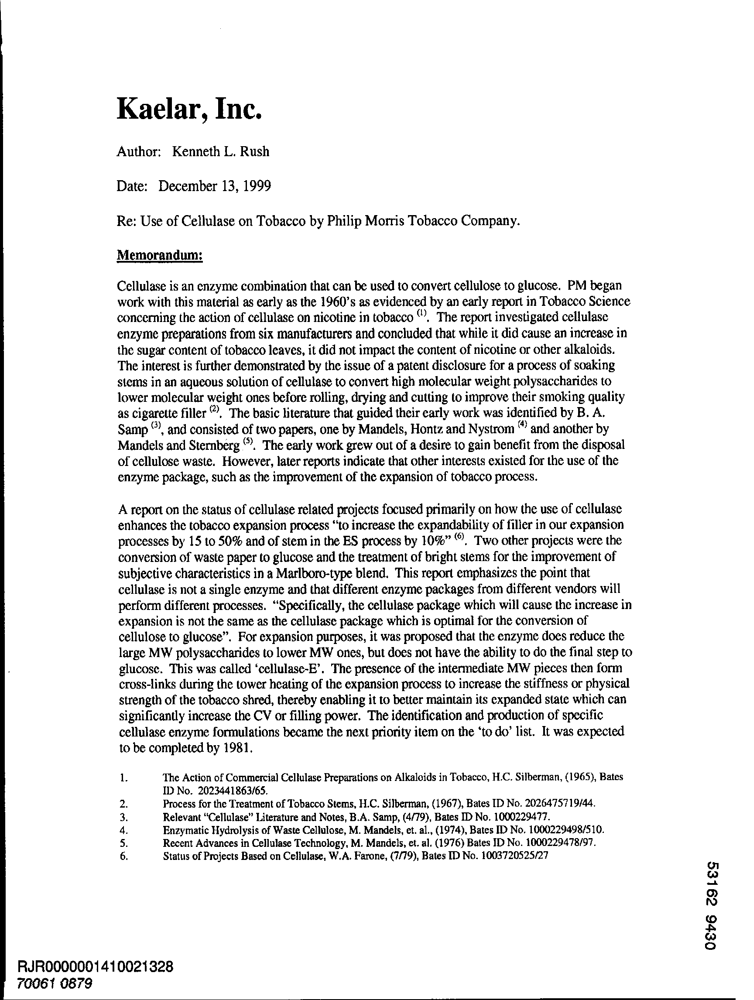 Kaelar, Inc.
Author: Kenneth L. Rush
Date: December 13, 1999
Re: Use of Cellulase on Tobacco by Philip Morris Tobacco Company.
Memorandum:
Cellulase is an enzyme combination that can be used to convert cellulose to glucose. PM began
work with this material as early as the 1960's as evidenced by an early report in Tobacco Science
concerning the action of cellulase on nicotine in tobacco (1). The report investigated cellulase
enzyme preparations from six manufacturers and concluded that while it did cause an increase in
the sugar content of tobacco leaves, it did not impact the content of nicotine or other alkaloids.
The interest is further demonstrated by the issue of a patent disclosure for a process of soaking
stems in an aqueous solution of cellulase to convert high molecular weight polysaccharides to
lower molecular weight ones before rolling, drying and cutting to improve their smoking quality
as cigarette filler (2). The basic literature that guided their early work was identified by B. A.
Samp (3), and consisted of two papers, one by Mandels, Hontz and Nystrom (4) and another by
Mandels and Sternberg (5). The early work grew out of a desire to gain benefit from the disposal
of cellulose waste. However, later reports indicate that other interests existed for the use of the
enzyme package, such as the improvement of the expansion of tobacco process.
A report on the status of cellulase related projects focused primarily on how the use of cellulase
enhances the tobacco expansion process “to increase the expandability of filler in our expansion
processes by 15 to 50% and of stem in the ES process by 10%” (6). Two other projects were the
conversion of waste paper to glucose and the treatment of bright stems for the improvement of
subjective characteristics in a Marlboro-type blend. This report emphasizes the point that
cellulase is not a single enzyme and that different enzyme packages from different vendors will
perform different processes. “Specifically, the cellulase package which will cause the increase in
expansion is not the same as the cellulase package which is optimal for the conversion of
cellulose to glucose”. For expansion purposes, it was proposed that the enzyme does reduce the
large MW polysaccharides to lower MW ones, but does not have the ability to do the final step to
glucose. This was called ‘cellulase-E’. The presence of the intermediate MW pieces then form
cross-links during the tower heating of the expansion process to increase the stiffness or physical
strength of the tobacco shred, thereby enabling it to better maintain its expanded state which can
significantly increase the CV or filling power. The identification and production of specific
cellulase enzyme formulations became the next priority item on the ‘to do’ list. It was expected
to be completed by 1981.
1. The Action of Commercial Cellulase Preparations on Alkaloids in Tobacco, H.C. Silberman, (1965), Bates
ID No. 2023441863/65.
2. Process for the Treatment of Tobacco Stems, H.C. Silberman, (1967), Bates ID No. 2026475719/44.
3. Relevant “Cellulase” Literature and Notes, B.A. Samp, (4/79), Bates ID No. 1000229477.
4. Enzymatic Hydrolysis of Waste Cellulose, M. Mandels, et. al., (1974), Bates ID No. 1000229498/510.
5. Recent Advances in Cellulase Technology, M. Mandels, et. al. (1976) Bates ID No. 1000229478/97.
6. Status of Projects Based on Cellulase, W.A. Farone, (7/79), Bates ID No. 1003720525/27
53162 9430
RJR0000001410021328
70061 0879